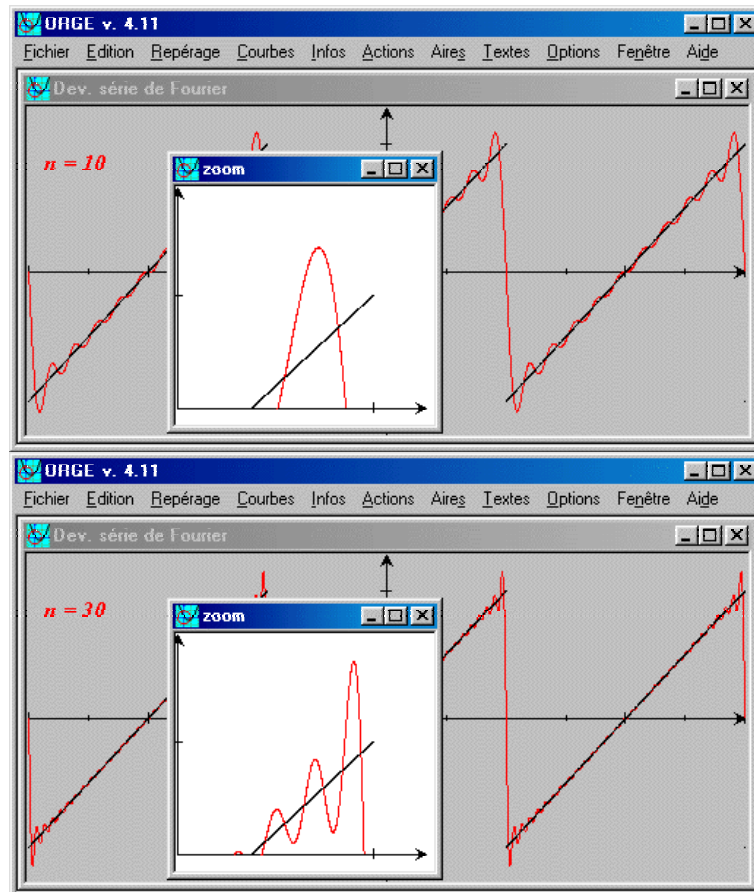 ORGE v. 4.11
Fichier Edition Repérage Courbes Infos Actions Aires Textes Options Fenêtre Aide
Dev. série de Fourier
n = 10
zoom
ORGE v. 4.11
Fichier Edition Repérage Courbes Infos Actions Aires Textes Options Fenêtre Aide
Dev. série de Fourier
n = 30
zoom